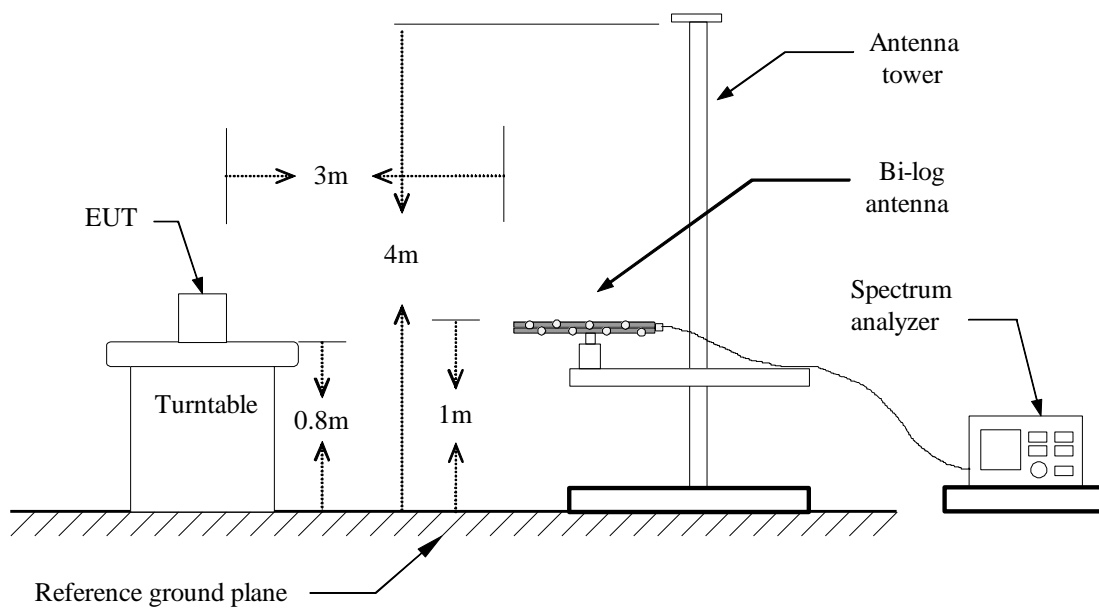 Antenna
tower
3m
Bi-log
antenna
EUT
4m
Spectrum
analyzer
Turntable
0.8m
1m
Reference ground plane